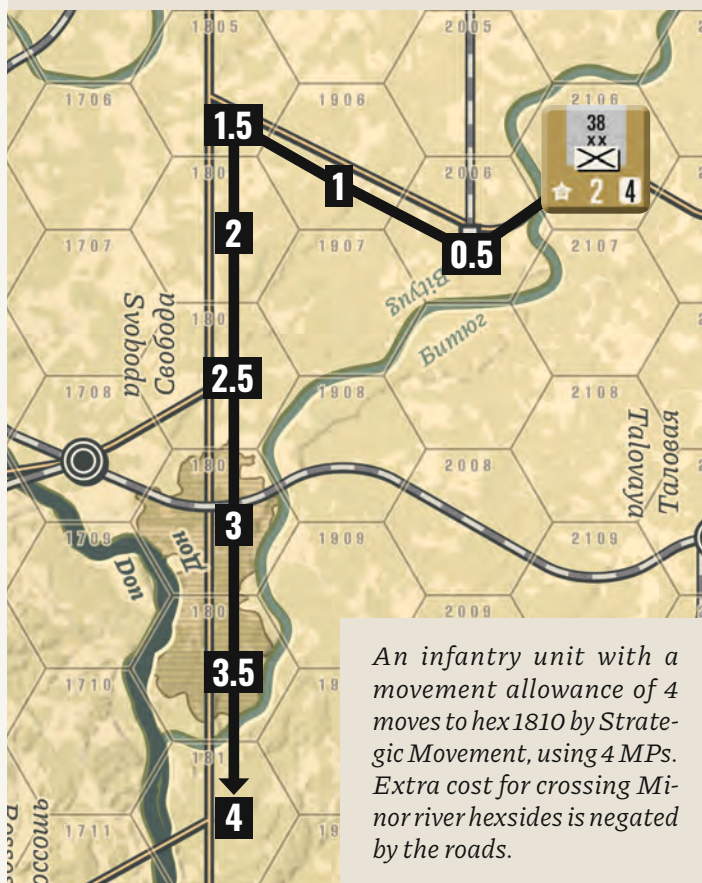 1805
2005
1706
1906
2106
1.5
38
XX
2 4
180
1
2006
2
1707
1907
2107
0.5
Bityug
Битюг
Svoboda
Свобода
180
2.5
1708
1908
2108
Talovaya
Таловая
180
2008
3
1709
1909
2109
Don
Дон
180
2009
3.5
1710
19
181
4
1711
19
An infantry unit with a
movement allowance of 4
moves to hex 1810 by Strate-
gic Movement, using 4 MPs.
Extra cost for crossing Mi-
nor river hexsides is negated
by the roads.